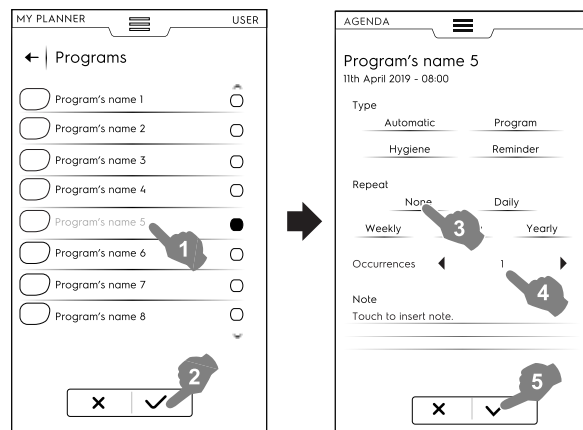 MY PLANNER USER
Programs
Program's name 1
Program's name 2
Program's name 3
Program's name 4
Program's name 5
Program's name 6
Program's name 7
Program's name 8
1
2
AGENDA
Program's name 5
11th April 2019 - 08:00
Type
Automatic Program
Hygiene Reminder
Repeat
None Daily
Weekly Yearly
Occurrences 1
Note
Touch to insert note.
3
4
5